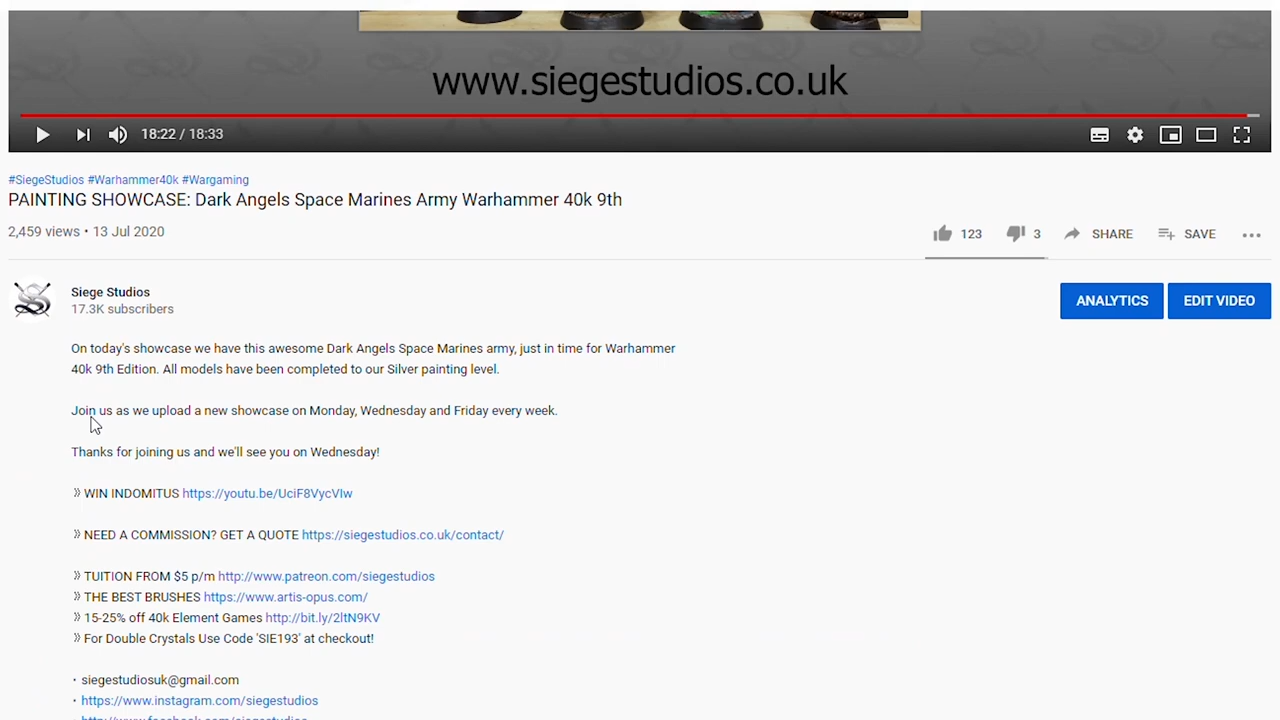 www.siegestudios.co.uk
18:22 / 18:33
#SiegeStudios #Warhammer40k #Wargaming
PAINTING SHOWCASE: Dark Angels Space Marines Army Warhammer 40k 9th
2,459 views • 13 Jul 2020
123 3 SHARE SAVE
Siege Studios
17.3K subscribers
ANALYTICS EDIT VIDEO
On today's showcase we have this awesome Dark Angels Space Marines army, just in time for Warhammer
40k 9th Edition. All models have been completed to our Silver painting level.
Join us as we upload a new showcase on Monday, Wednesday and Friday every week.
Thanks for joining us and we'll see you on Wednesday!
⟫ WIN INDOMITUS https://youtu.be/UciF8VycVIw
⟫ NEED A COMMISSION? GET A QUOTE https://siegestudios.co.uk/contact/
⟫ TUITION FROM $5 p/m http://www.patreon.com/siegestudios
⟫ THE BEST BRUSHES https://www.artis-opus.com/
⟫ 15-25% off 40k Element Games http://bit.ly/2ltN9KV
⟫ For Double Crystals Use Code 'SIE193' at checkout!
· siegestudiosuk@gmail.com
· https://www.instagram.com/siegestudios
· http://www.facebook.com/siegestudios